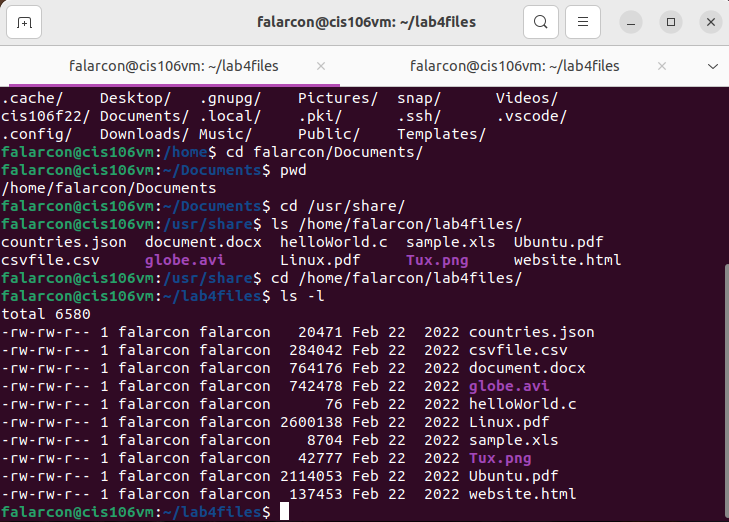 falarcon@cis106vm: ~/lab4files
falarcon@cis106vm: ~/lab4files × falarcon@cis106vm: ~/lab4files ×
.cache/    Desktop/   .gnupg/    Pictures/  snap/      Videos/
cis106f22/ Documents/ .local/    .pki/      .ssh/      .vscode/
.config/   Downloads/ Music/     Public/    Templates/
falarcon@cis106vm:/home$ cd falarcon/Documents/
falarcon@cis106vm:~/Documents$ pwd
/home/falarcon/Documents
falarcon@cis106vm:~/Documents$ cd /usr/share/
falarcon@cis106vm:/usr/share$ ls /home/falarcon/lab4files/
countries.json  document.docx  helloWorld.c  sample.xls  Ubuntu.pdf
csvfile.csv     globe.avi      Linux.pdf     Tux.png     website.html
falarcon@cis106vm:/usr/share$ cd /home/falarcon/lab4files/
falarcon@cis106vm:~/lab4files$ ls -l
total 6580
-rw-rw-r-- 1 falarcon falarcon   20471 Feb 22  2022 countries.json
-rw-rw-r-- 1 falarcon falarcon  284042 Feb 22  2022 csvfile.csv
-rw-rw-r-- 1 falarcon falarcon  764176 Feb 22  2022 document.docx
-rw-rw-r-- 1 falarcon falarcon  742478 Feb 22  2022 globe.avi
-rw-rw-r-- 1 falarcon falarcon      76 Feb 22  2022 helloWorld.c
-rw-rw-r-- 1 falarcon falarcon 2600138 Feb 22  2022 Linux.pdf
-rw-rw-r-- 1 falarcon falarcon    8704 Feb 22  2022 sample.xls
-rw-rw-r-- 1 falarcon falarcon   42777 Feb 22  2022 Tux.png
-rw-rw-r-- 1 falarcon falarcon 2114053 Feb 22  2022 Ubuntu.pdf
-rw-rw-r-- 1 falarcon falarcon  137453 Feb 22  2022 website.html
falarcon@cis106vm:~/lab4files$